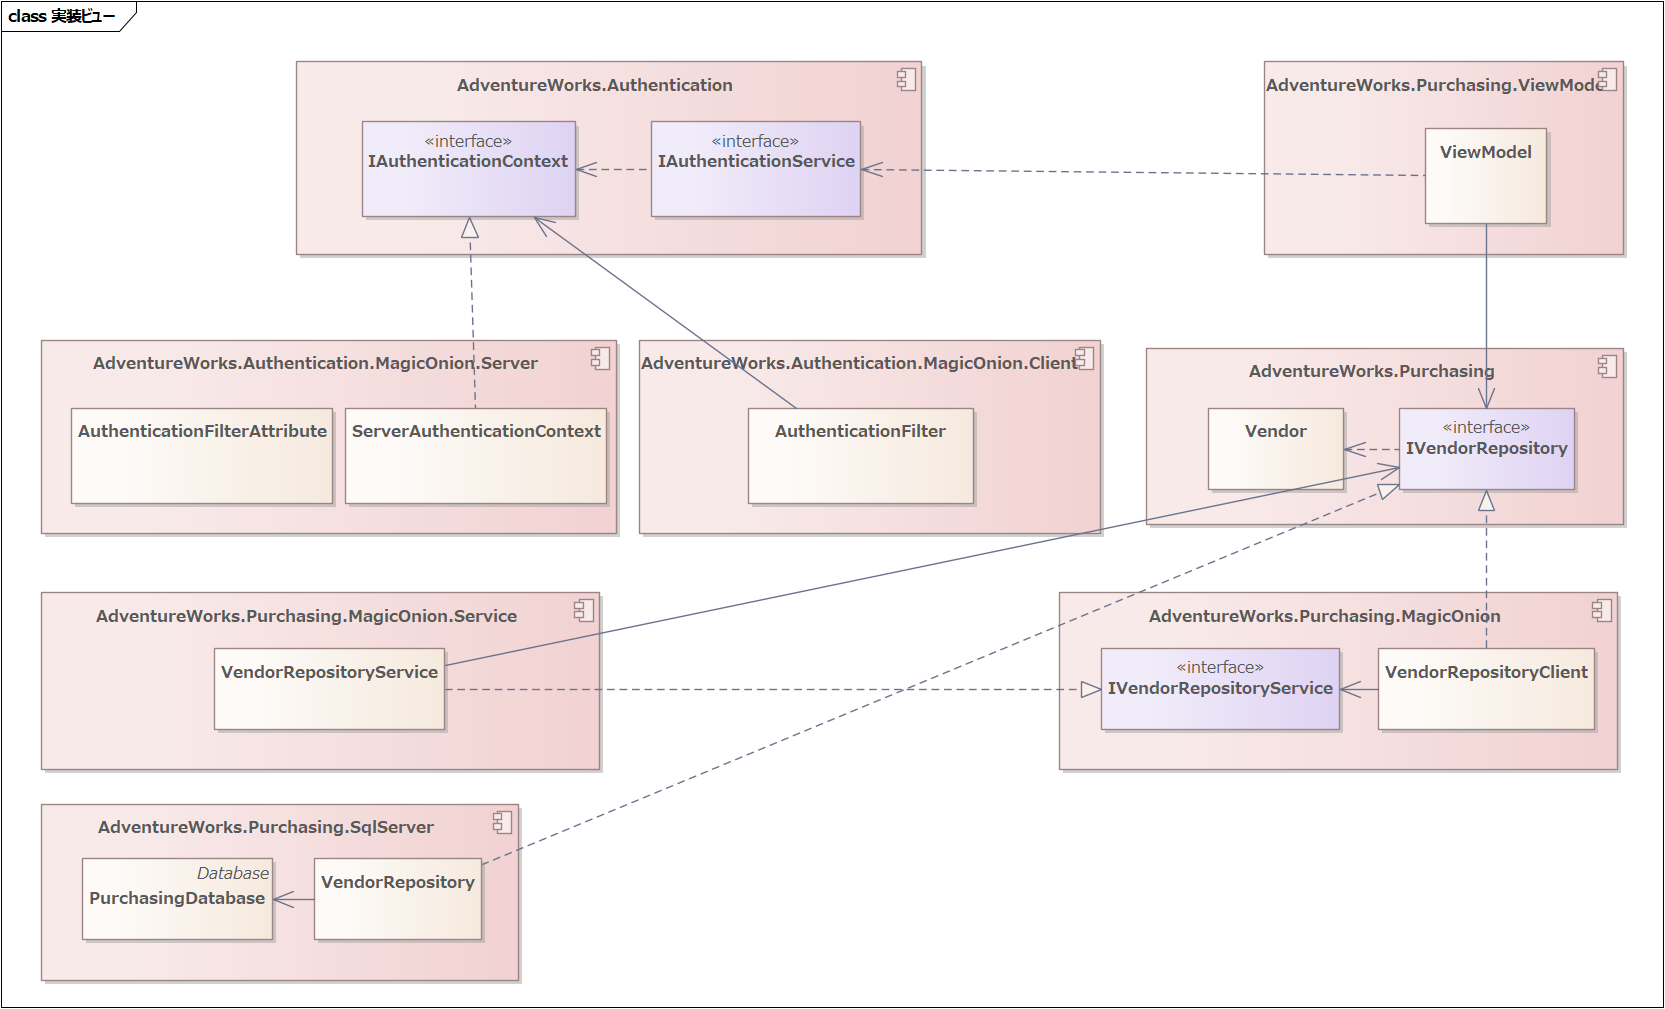 class 実装ビュー
AdventureWorks.Authentication
«interface»
IAuthenticationContext
«interface»
IAuthenticationService
AdventureWorks.Purchasing.ViewMode
ViewModel
AdventureWorks.Authentication.MagicOnion.Server
AuthenticationFilterAttribute
ServerAuthenticationContext
AdventureWorks.Authentication.MagicOnion.Client
AuthenticationFilter
AdventureWorks.Purchasing
Vendor
«interface»
IVendorRepository
AdventureWorks.Purchasing.MagicOnion.Service
VendorRepositoryService
AdventureWorks.Purchasing.MagicOnion
«interface»
IVendorRepositoryService
VendorRepositoryClient
AdventureWorks.Purchasing.SqlServer
Database
PurchasingDatabase
VendorRepository